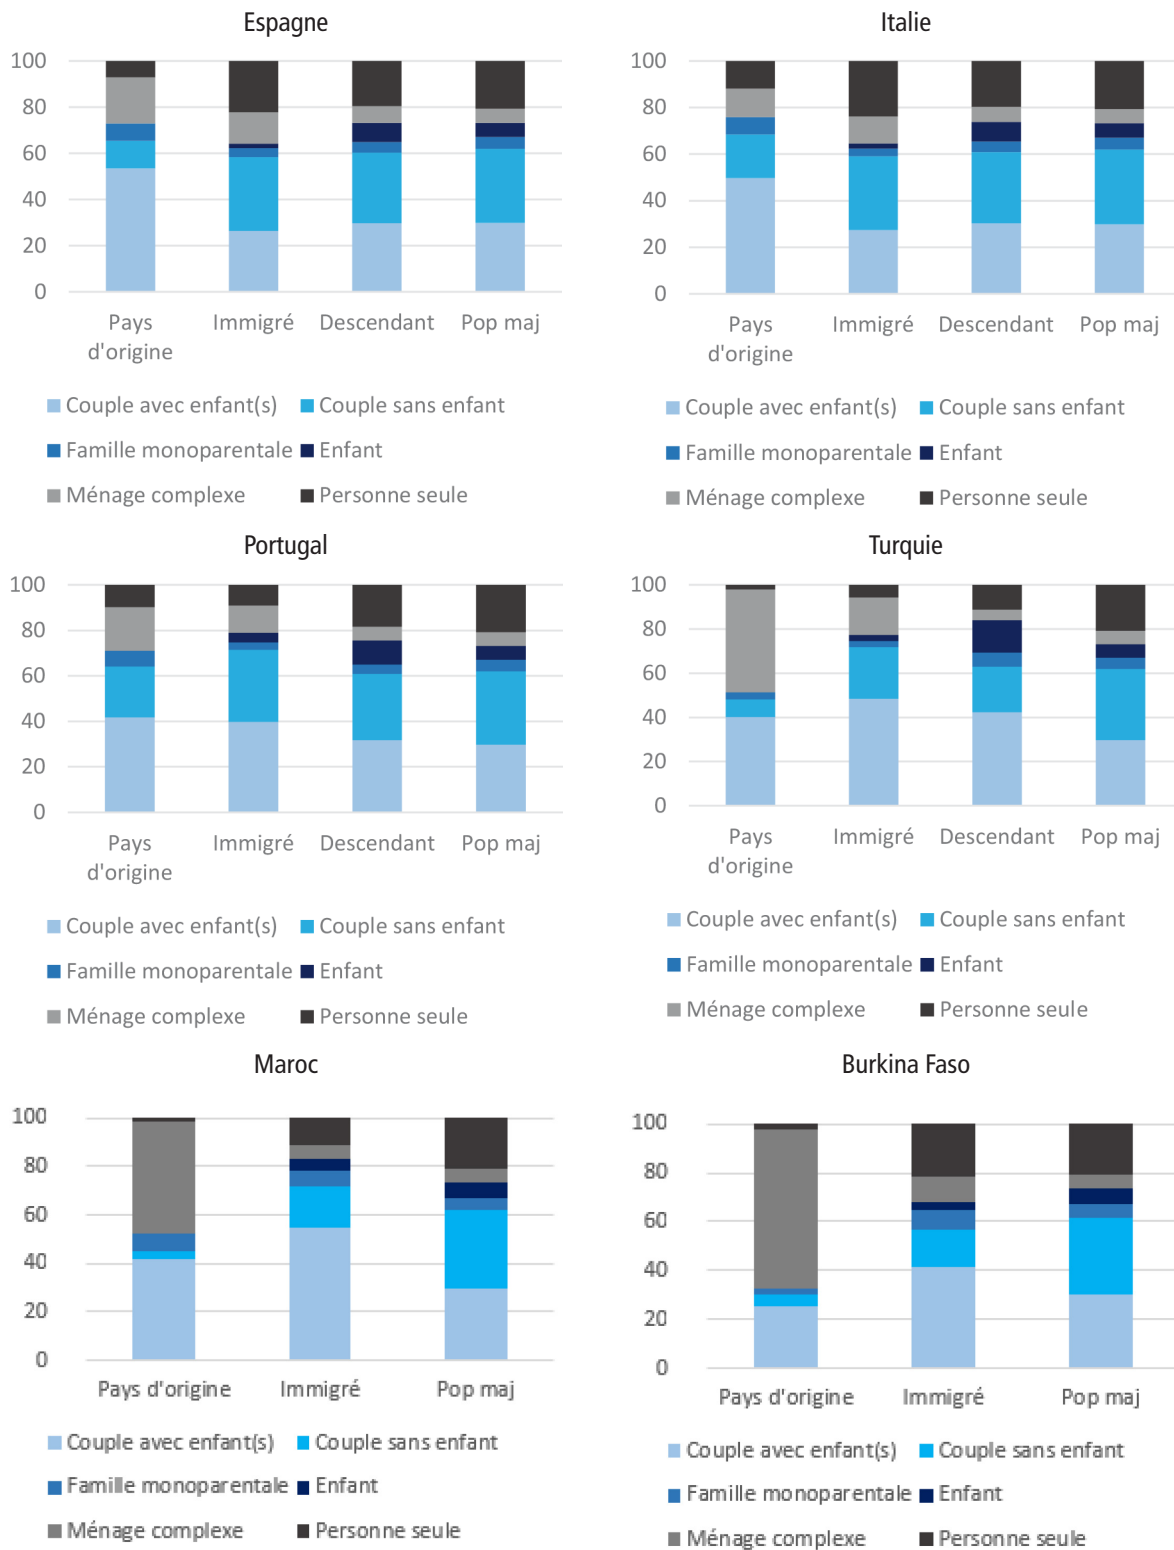 Espagne
100
80
60
40
20
0
Pays d'origine
Immigré
Descendant
Pop maj
Couple avec enfant(s)
Couple sans enfant
Famille monoparentale
Enfant
Ménage complexe
Personne seule
Italie
100
80
60
40
20
0
Pays d'origine
Immigré
Descendant
Pop maj
Couple avec enfant(s)
Couple sans enfant
Famille monoparentale
Enfant
Ménage complexe
Personne seule
Portugal
100
80
60
40
20
0
Pays d'origine
Immigré
Descendant
Pop maj
Couple avec enfant(s)
Couple sans enfant
Famille monoparentale
Enfant
Ménage complexe
Personne seule
Turquie
100
80
60
40
20
0
Pays d'origine
Immigré
Descendant
Pop maj
Couple avec enfant(s)
Couple sans enfant
Famille monoparentale
Enfant
Ménage complexe
Personne seule
Maroc
100
80
60
40
20
0
Pays d'origine
Immigré
Pop maj
Couple avec enfant(s)
Couple sans enfant
Famille monoparentale
Enfant
Ménage complexe
Personne seule
Burkina Faso
100
80
60
40
20
0
Pays d'origine
Immigré
Pop maj
Couple avec enfant(s)
Couple sans enfant
Famille monoparentale
Enfant
Ménage complexe
Personne seule